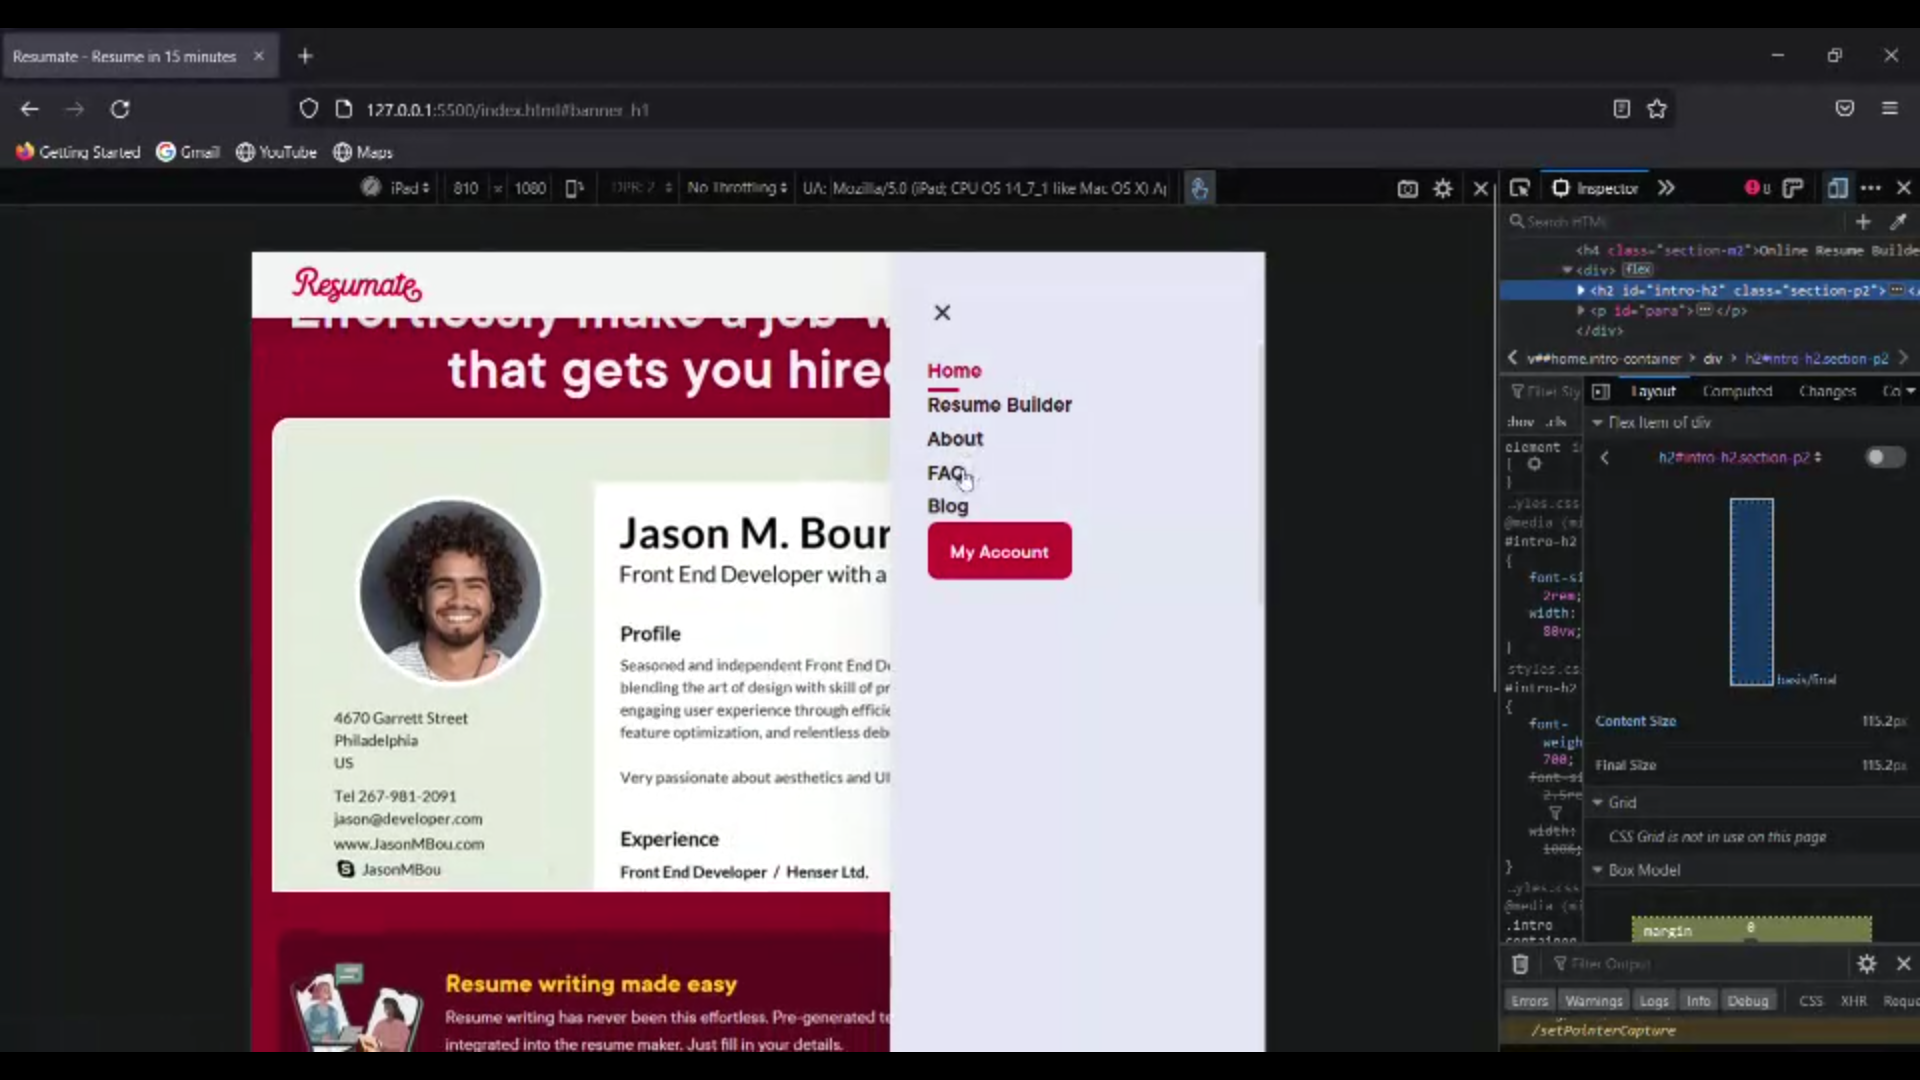 Resumate - Resume in 15 minutes
127.0.0.1:5500/index.html#banner_h1
Getting Started
Gmail
YouTube
Maps
iPad
810 × 1080
DPR: 2
No Throttling
UA: Mozilla/5.0 (iPad; CPU OS 14_7_1 like Mac OS X) A
Inspector
8
Search HTML
<h4 class="section-m2">Online Resume Builde
<div> flex
<h2 id="intro-h2" class="section-p2">
<p id="para"> </p>
</div>
home.intro-container > div > h2#intro-h2.section-p2
Resumate
that gets you hire
Home
Resume Builder
About
FAQ
Blog
My Account
Jason M. Bour
Front End Developer with a
Profile
Seasoned and independent Front End De
blending the art of design with skill of pr
engaging user experience through efficie
feature optimization, and relentless deb
Very passionate about aesthetics and UI
Experience
Front End Developer / Henser Ltd.
4670 Garrett Street
Philadelphia
US
Tel 267-981-2091
jason@developer.com
www.JasonMBou.com
JasonMBou
Resume writing made easy
Resume writing has never been this effortless. Pre-generated te
integrated into the resume maker. Just fill in your details.
Filter Sty
Layout
Computed
Changes
Co
:hov .cls
element
@media (mi
#intro-h2
{
font-si
2rem;
width:
80vw;
}
styles.cs
#intro-h2
{
font-
weigh
700;
font-si
2.5re
width:
100%;
}
@media (mi
.intro
container
Flex Item of div
h2#intro-h2.section-p2
basis/final
Content Size 115.2px
Final Size 115.2px
Grid
CSS Grid is not in use on this page
Box Model
margin
0
Filter Output
Errors
Warnings
Logs
Info
Debug
CSS
XHR
Reque
/setPointerCapture